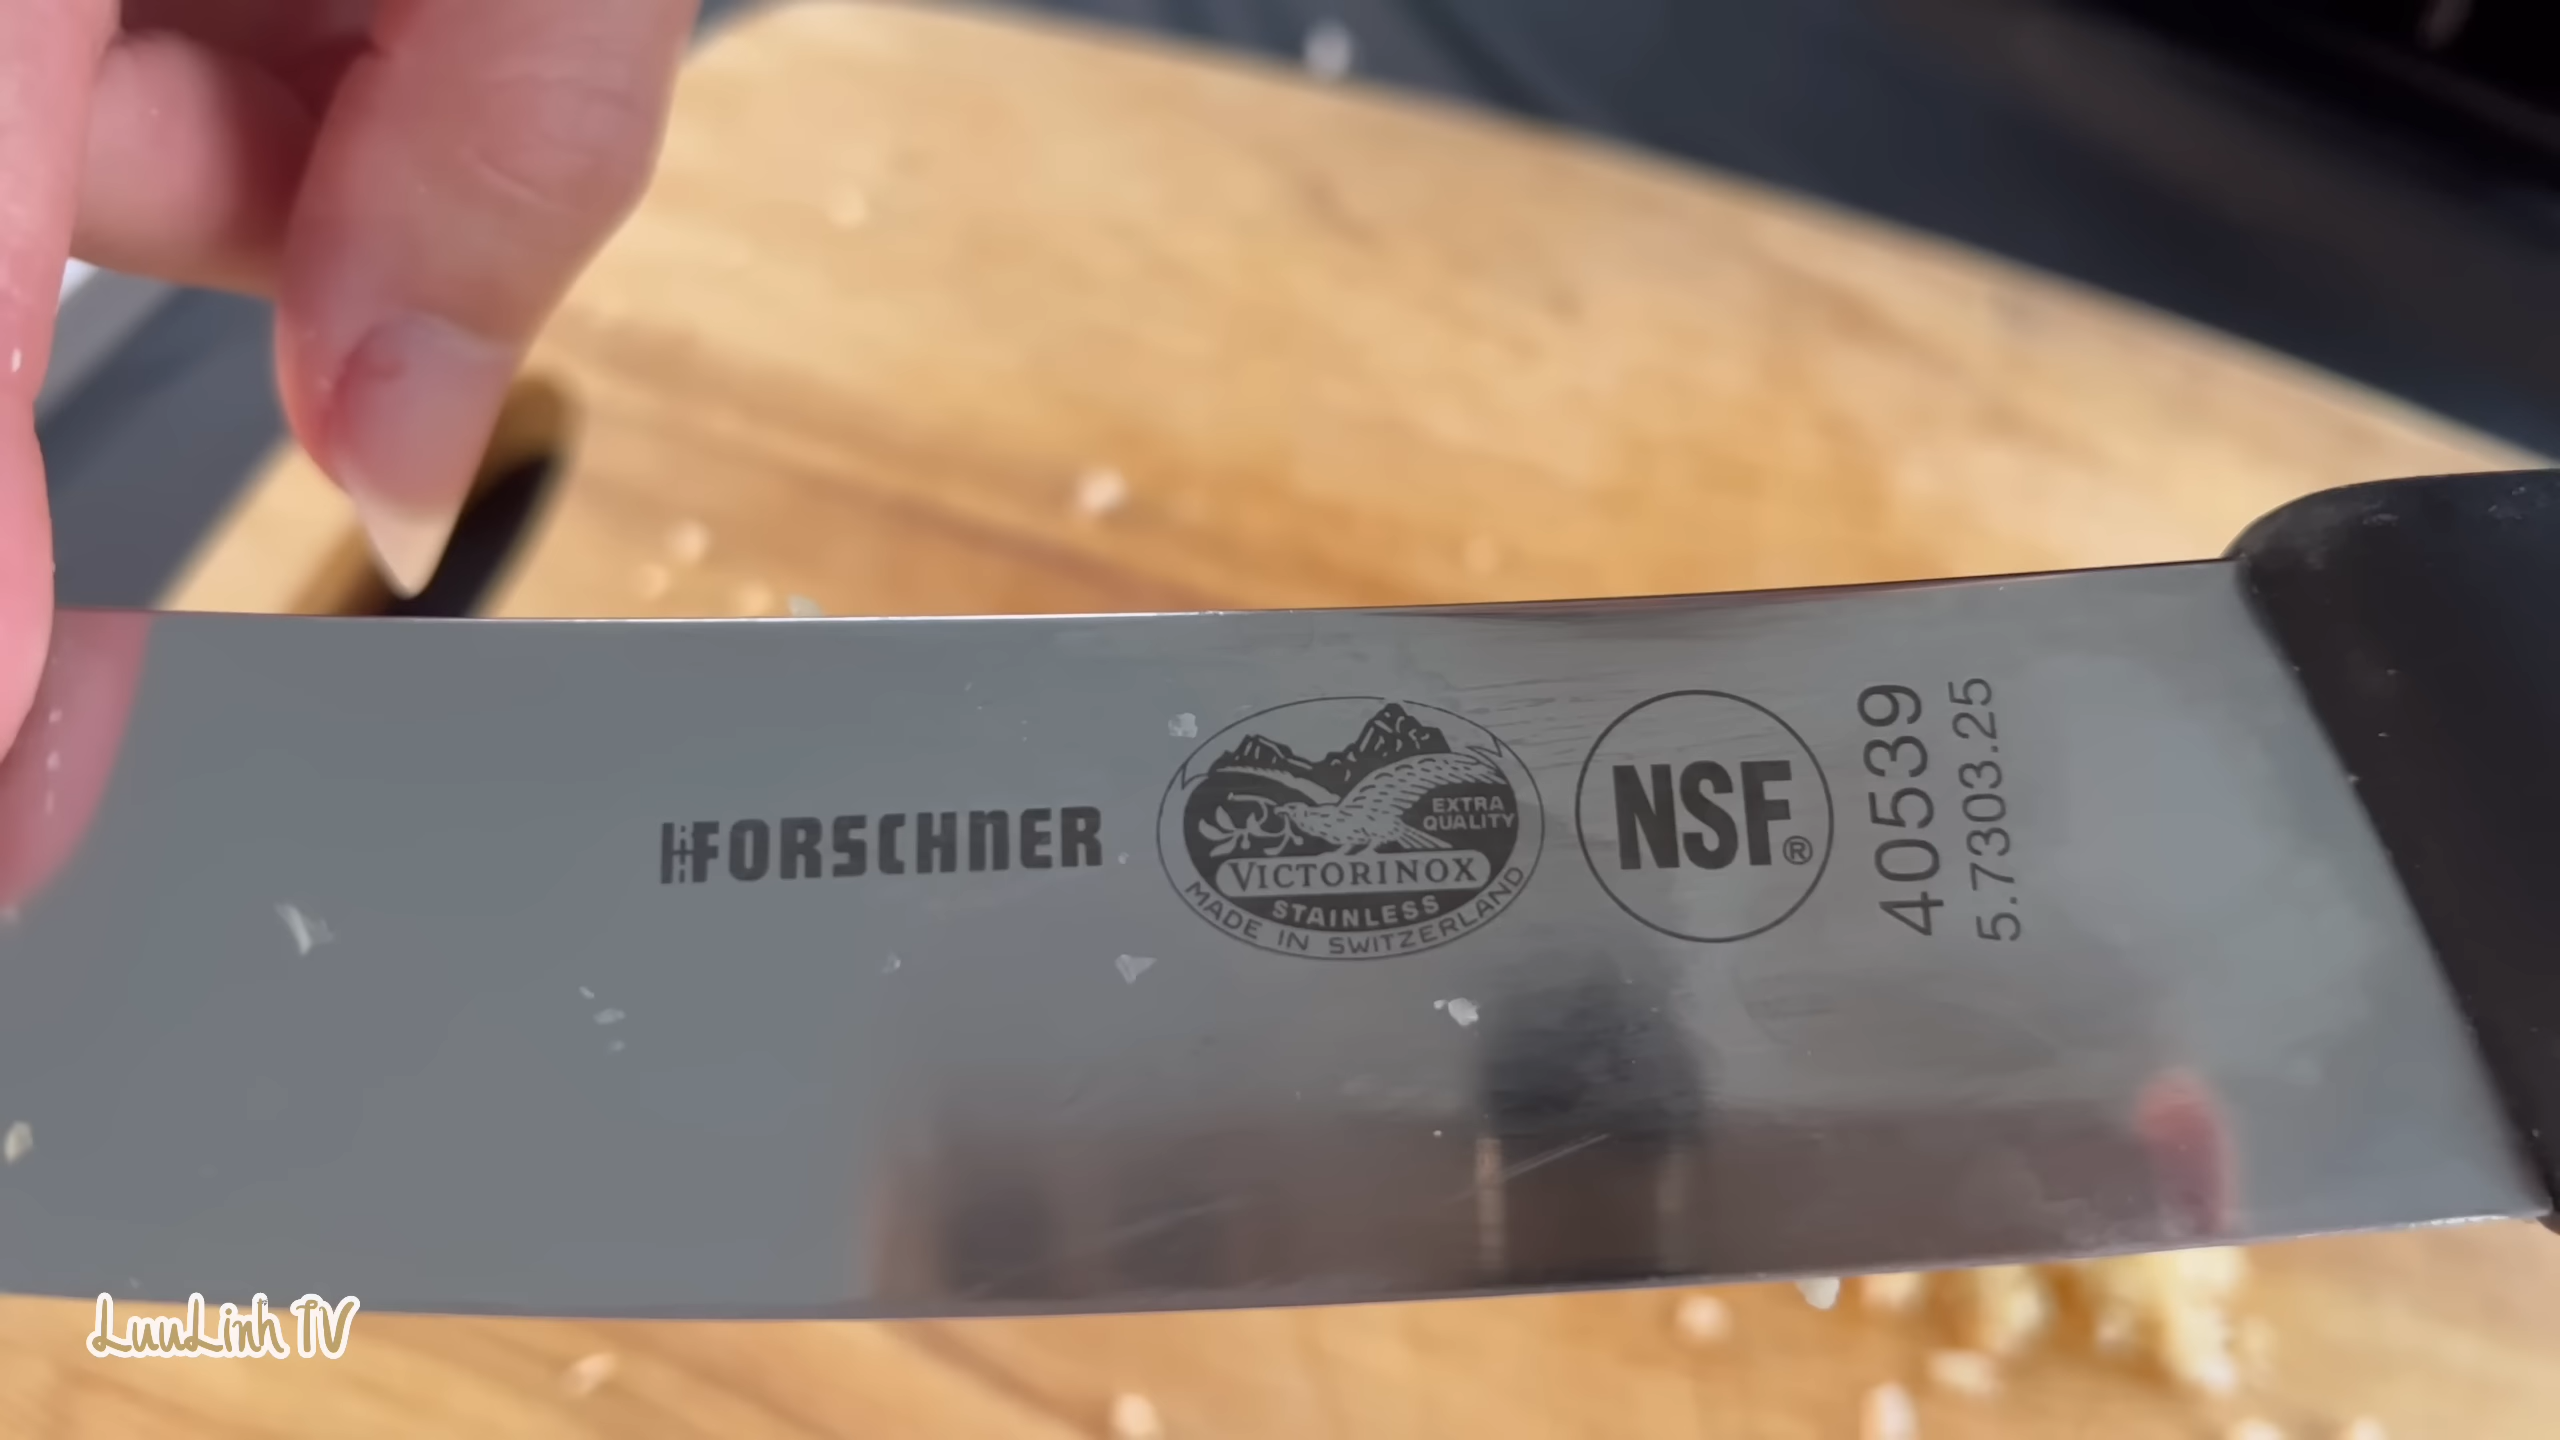 FORSCHNER
EXTRA
QUALITY
VICTORINOX
STAINLESS
MADE IN SWITZERLAND
NSF®
40539
5.7303.25
LuuLinh TV